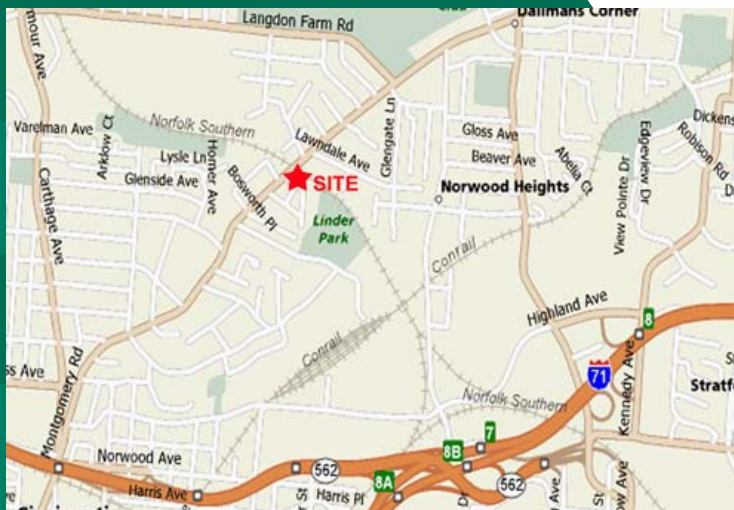 Langdon Farm Rd
Dallmans Corner
Varelman Ave
Norfolk Southern
Arklow Ct
Lysle Ln
Homer Ave
Glenside Ave
Bosworth Pl
Lawndale Ave
Glengate Ln
Gloss Ave
Beaver Ave
Abelia Ct
View Pointe Dr
Edgeview Dr
Robison Rd
SITE
Norwood Heights
Linder
Park
Carthage Ave
Conrail
Conrail
Highland Ave
8
71
Kennedy Ave
Montgomery Rd
Norfolk Southern
Norwood Ave
562
7
8B
8A
562
Harris Ave
Harris Pl
Dr
St